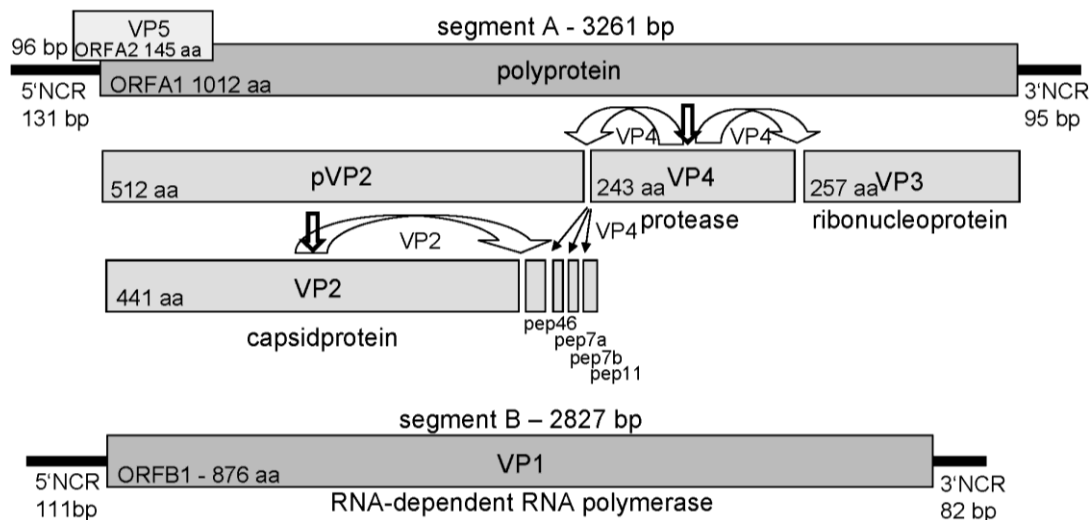 VP5
segment A - 3261 bp
96 bp
ORFA2 145 aa
polyprotein
ORFA1 1012 aa
5‘NCR
131 bp
3‘NCR
95 bp
VP4
VP4
pVP2
512 aa
VP4
243 aa
VP3
257 aa
protease
ribonucleoprotein
VP2
VP4
VP2
441 aa
capsidprotein
pep46
pep7a
pep7b
pep11
segment B – 2827 bp
VP1
ORFB1 - 876 aa
5‘NCR
111bp
RNA-dependent RNA polymerase
3‘NCR
82 bp